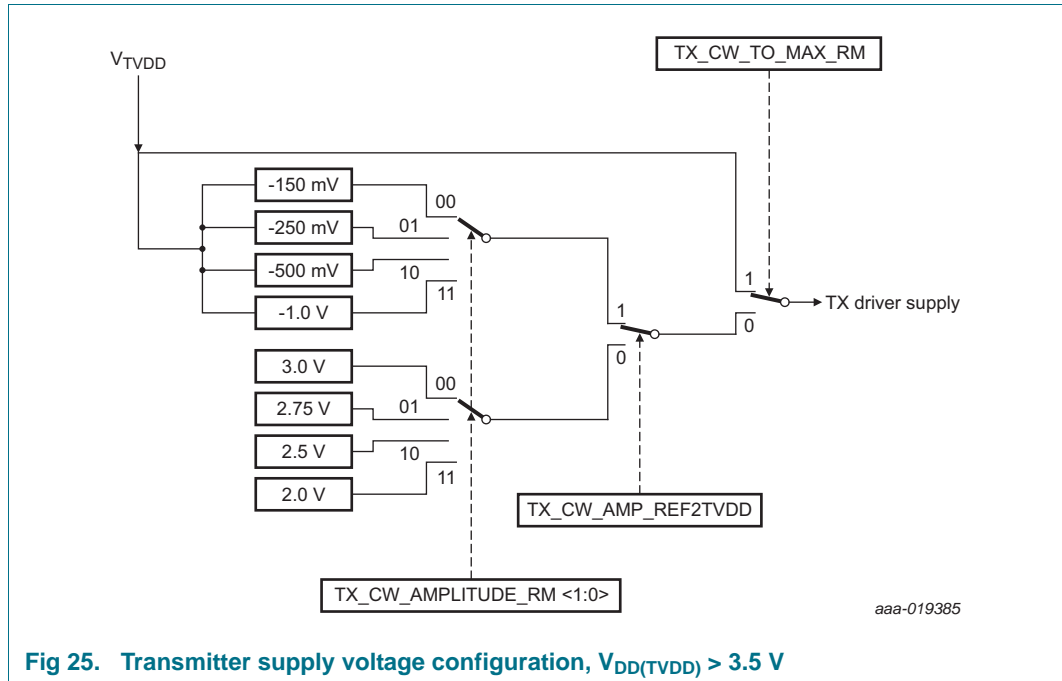 TX_CW_TO_MAX_RM
VTVDD
-150 mV
00
-250 mV
01
-500 mV
10
-1.0 V
11
1
TX driver supply
0
1
0
3.0 V
00
2.75 V
01
2.5 V
10
2.0 V
11
TX_CW_AMP_REF2TVDD
TX_CW_AMPLITUDE_RM <1:0>
aaa-019385
Fig 25. Transmitter supply voltage configuration, VDD(TVDD) > 3.5 V